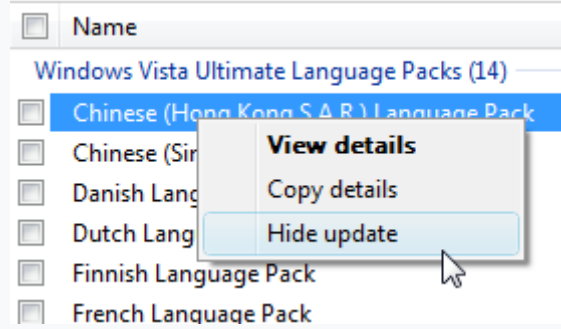 Name
Windows Vista Ultimate Language Packs (14)
Chinese (Hong Kong S.A.R.) Language Pack
Chinese (Sir
View details
Danish Lang
Copy details
Dutch Lang
Hide update
Finnish Language Pack
French Language Pack